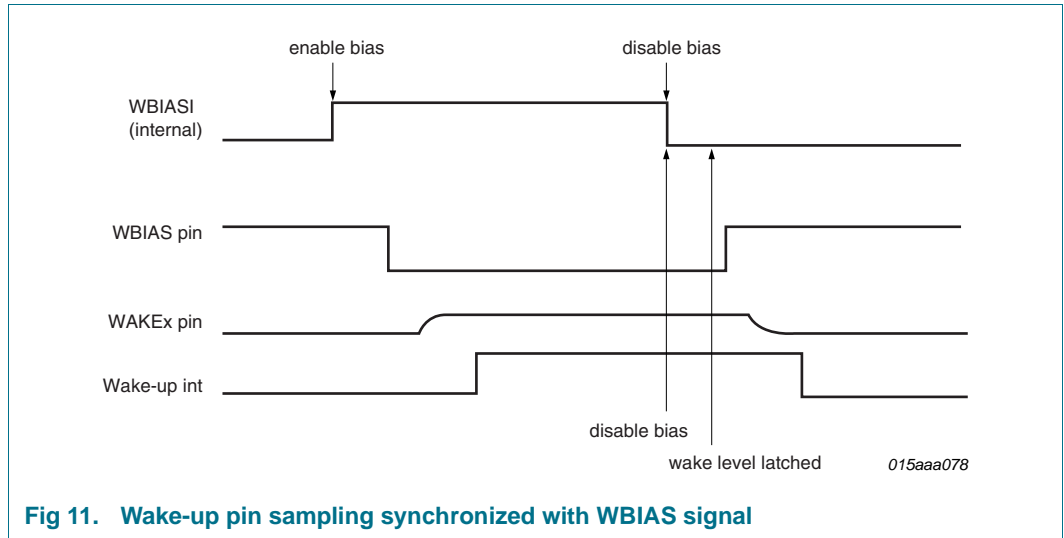 enable bias
disable bias
WBIASI
(internal)
WBIAS pin
WAKEx pin
Wake-up int
disable bias
wake level latched
015aaa078
Fig 11. Wake-up pin sampling synchronized with WBIAS signal